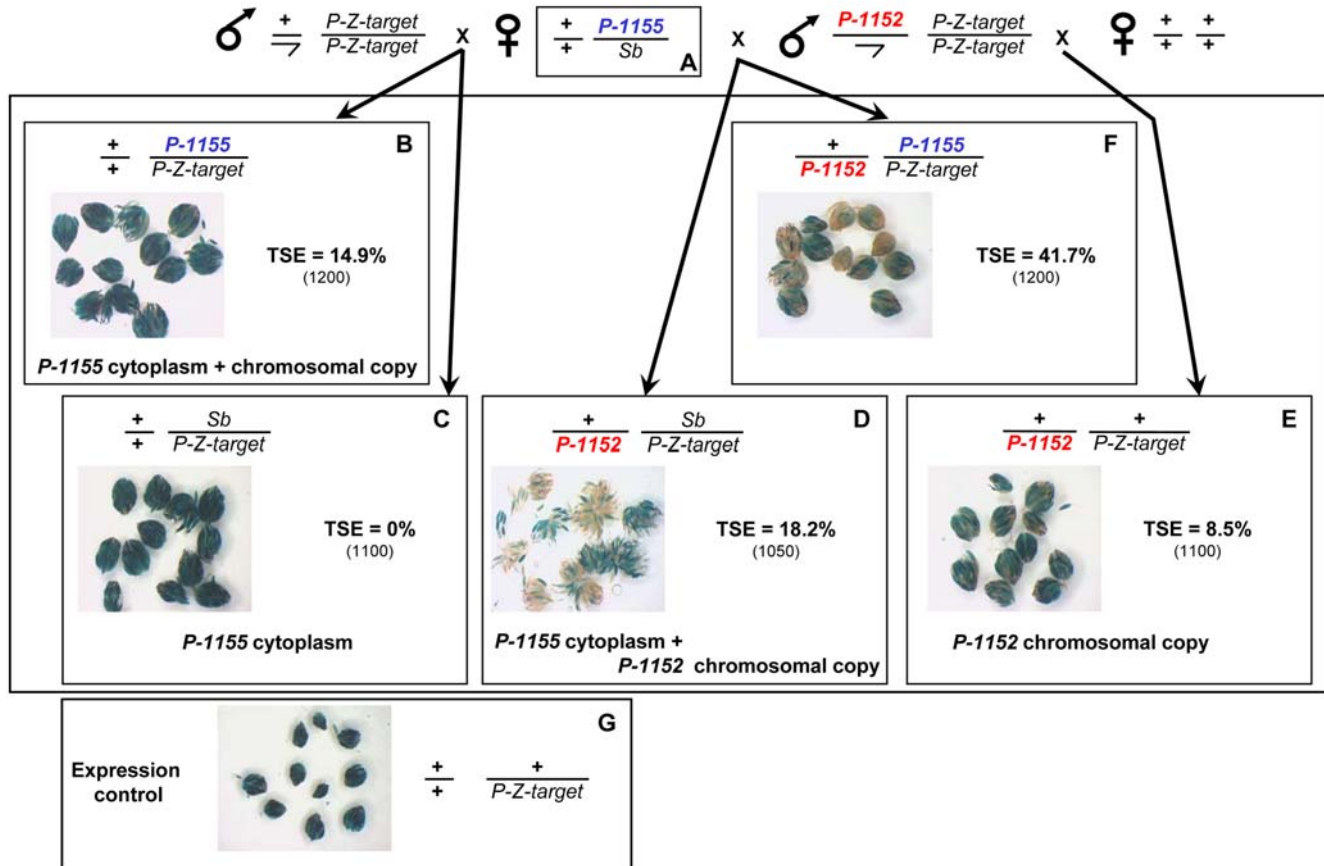 + P-Z-target
P-Z-target
X
+ P-1155
+ Sb
A
X
P-1152 P-Z-target
P-Z-target
X
+ +
+ +
B
+ P-1155
+ P-Z-target
TSE = 14.9%
(1200)
P-1155 cytoplasm + chromosomal copy
F
+ P-1155
P-1152 P-Z-target
TSE = 41.7%
(1200)
C
+ Sb
+ P-Z-target
TSE = 0%
(1100)
P-1155 cytoplasm
D
+ Sb
P-1152 P-Z-target
TSE = 18.2%
(1050)
P-1155 cytoplasm +
P-1152 chromosomal copy
E
+ +
P-1152 P-Z-target
TSE = 8.5%
(1100)
P-1152 chromosomal copy
G
Expression
control
+ +
+ P-Z-target